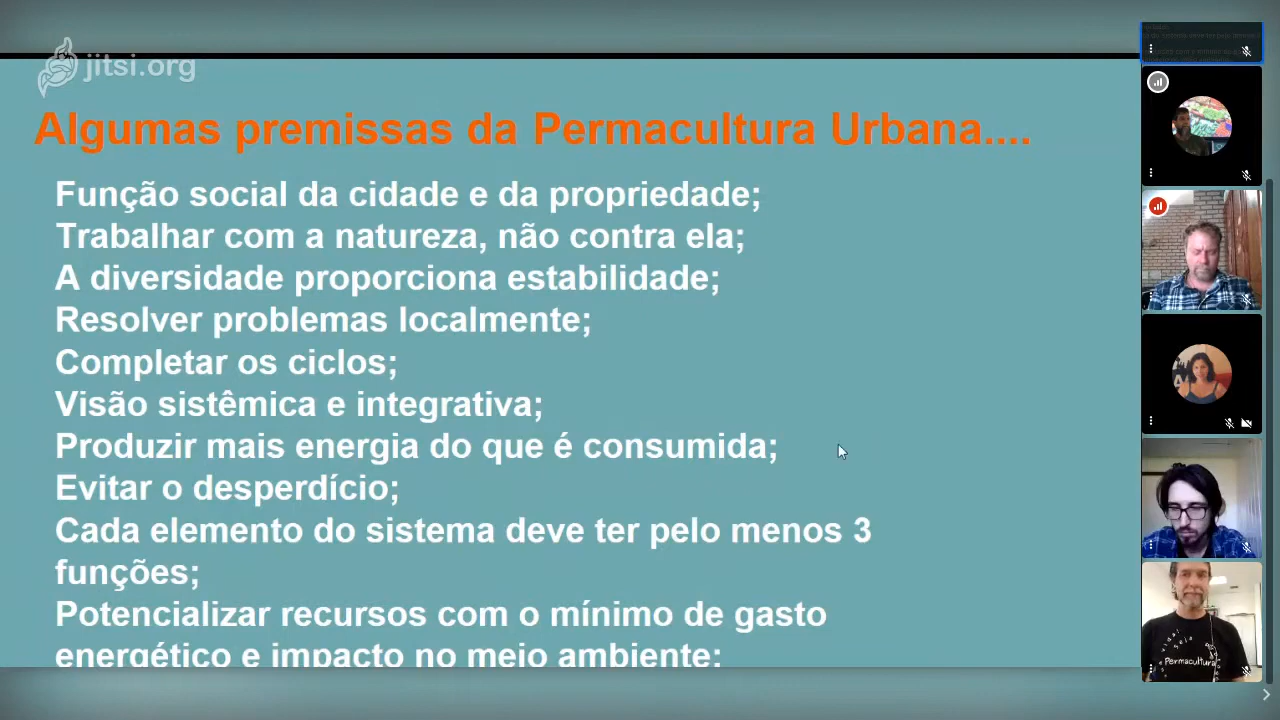 jitsi.org
Algumas premissas da Permacultura Urbana....
Função social da cidade e da propriedade;
Trabalhar com a natureza, não contra ela;
A diversidade proporciona estabilidade;
Resolver problemas localmente;
Completar os ciclos;
Visão sistêmica e integrativa;
Produzir mais energia do que é consumida;
Evitar o desperdício;
Cada elemento do sistema deve ter pelo menos 3
funções;
Potencializar recursos com o mínimo de gasto
energético e impacto no meio ambiente;
Permacultura